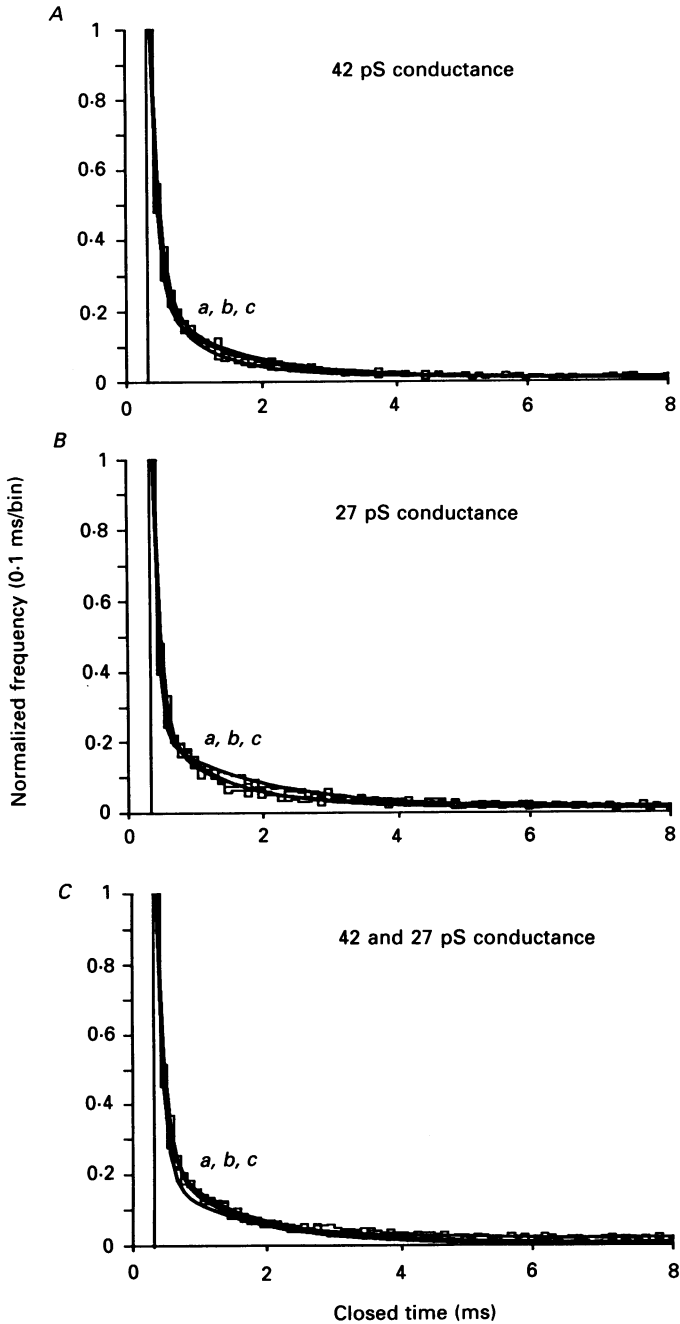 A
42 pS conductance
1
0·8
0·6
0·4
0·2
0
a, b, c
0 2 4 6 8
B
27 pS conductance
1
0·8
0·6
0·4
0·2
0
a, b, c
0 2 4 6 8
Normalized frequency (0·1 ms/bin)
C
42 and 27 pS conductance
1
0·8
0·6
0·4
0·2
0
a, b, c
0 2 4 6 8
Closed time (ms)